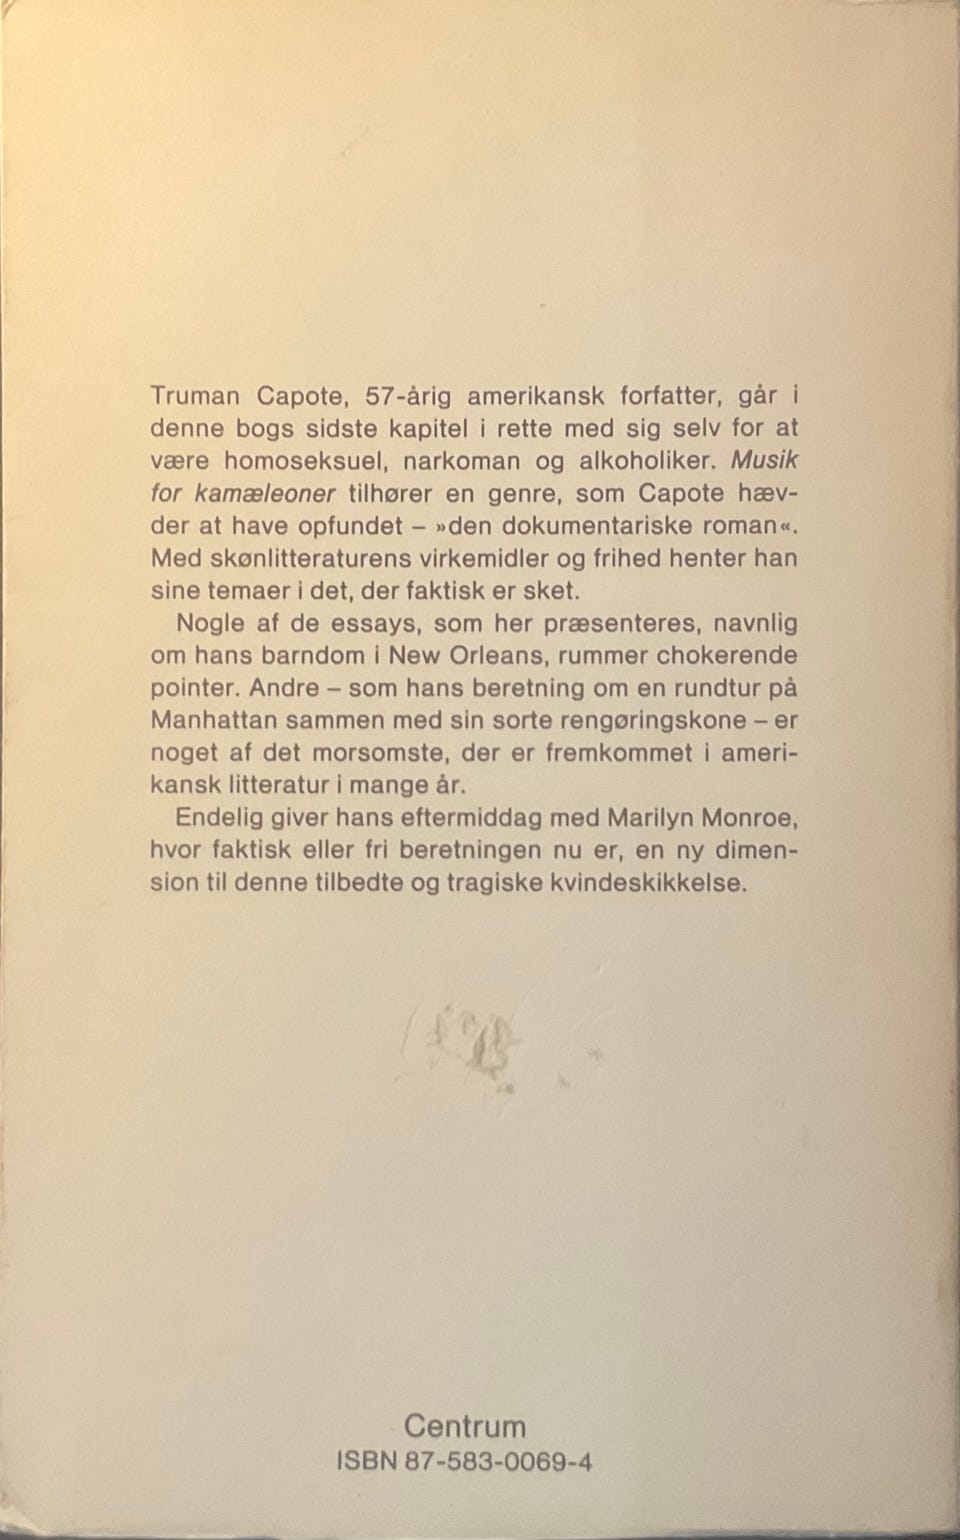 Truman Capote, 57-årig amerikansk forfatter, går i
denne bogs sidste kapitel i rette med sig selv for at
være homoseksuel, narkoman og alkoholiker. Musik
for kamæleoner tilhører en genre, som Capote hæv-
der at have opfundet – »den dokumentariske roman«.
Med skønlitteraturens virkemidler og frihed henter han
sine temaer i det, der faktisk er sket.
Nogle af de essays, som her præsenteres, navnlig
om hans barndom i New Orleans, rummer chokerende
pointer. Andre – som hans beretning om en rundtur på
Manhattan sammen med sin sorte rengøringskone – er
noget af det morsomste, der er fremkommet i ameri-
kansk litteratur i mange år.
Endelig giver hans eftermiddag med Marilyn Monroe,
hvor faktisk eller fri beretningen nu er, en ny dimen-
sion til denne tilbedte og tragiske kvindeskikkelse.
Centrum
ISBN 87-583-0069-4